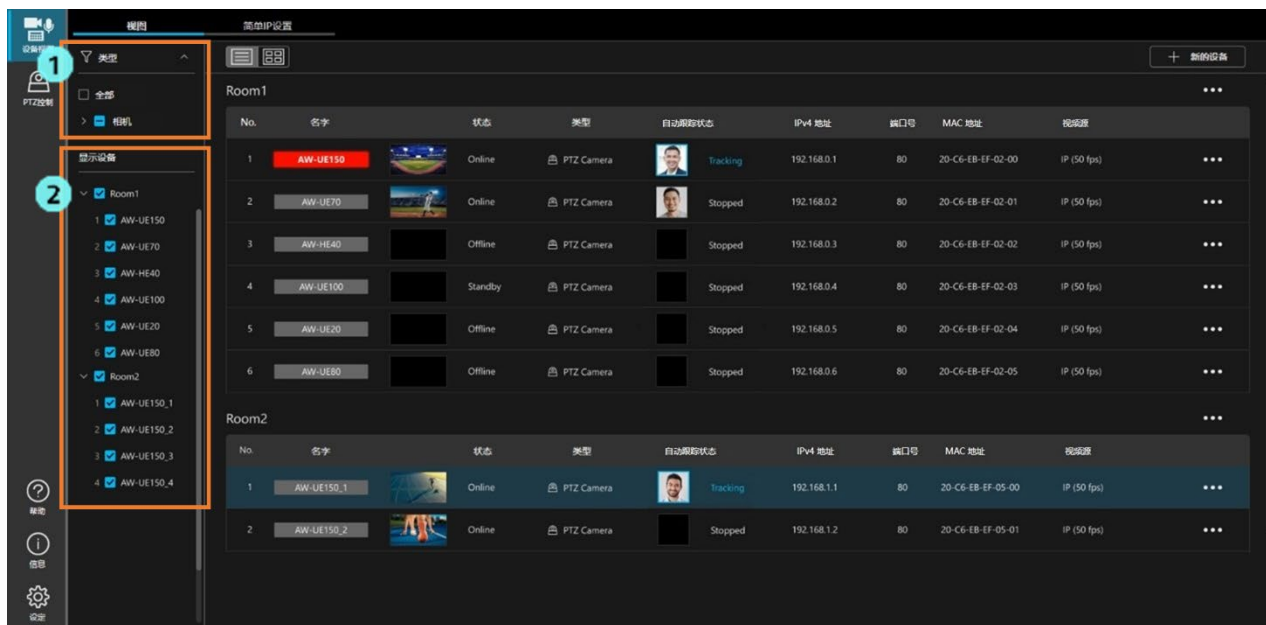 视图 简单IP设置
设备视图
PTZ控制
帮助
信息
设定
1
类型
全部
相机
2
显示设备
Room1
1 AW-UE150
2 AW-UE70
3 AW-HE40
4 AW-UE100
5 AW-UE20
6 AW-UE80
Room2
1 AW-UE150_1
2 AW-UE150_2
3 AW-UE150_3
4 AW-UE150_4
新的设备
Room1
No. 名字 状态 类型 自动跟踪状态 IPv4 地址 端口号 MAC 地址 视频源
1 AW-UE150 Online PTZ Camera Tracking 192.168.0.1 80 20-C6-EB-EF-02-00 IP (50 fps)
2 AW-UE70 Online PTZ Camera Stopped 192.168.0.2 80 20-C6-EB-EF-02-01 IP (50 fps)
3 AW-HE40 Offline PTZ Camera Stopped 192.168.0.3 80 20-C6-EB-EF-02-02 IP (50 fps)
4 AW-UE100 Standby PTZ Camera Stopped 192.168.0.4 80 20-C6-EB-EF-02-03 IP (50 fps)
5 AW-UE20 Offline PTZ Camera Stopped 192.168.0.5 80 20-C6-EB-EF-02-04 IP (50 fps)
6 AW-UE80 Offline PTZ Camera Stopped 192.168.0.6 80 20-C6-EB-EF-02-05 IP (50 fps)
Room2
No. 名字 状态 类型 自动跟踪状态 IPv4 地址 端口号 MAC 地址 视频源
1 AW-UE150_1 Online PTZ Camera Tracking 192.168.1.1 80 20-C6-EB-EF-05-00 IP (50 fps)
2 AW-UE150_2 Online PTZ Camera Stopped 192.168.1.2 80 20-C6-EB-EF-05-01 IP (50 fps)